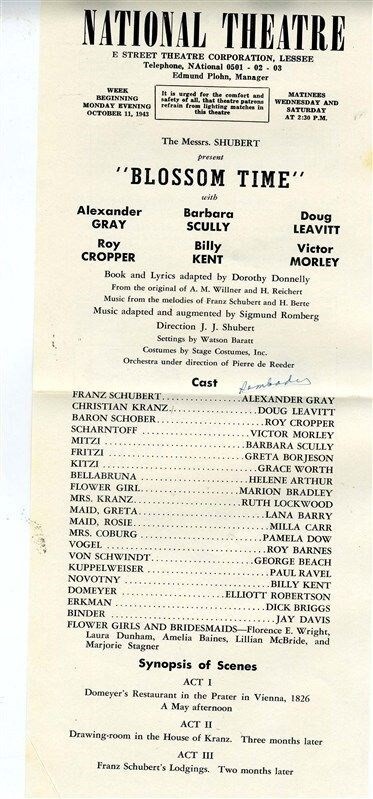 NATIONAL THEATRE
E STREET THEATRE CORPORATION, LESSEE
Telephone, NAtional 0501 - 02 - 03
Edmund Plohn, Manager
WEEK
BEGINNING
MONDAY EVENING
OCTOBER 11, 1943
It is urged for the comfort and
safety of all, that theatre patrons
refrain from lighting matches in
this theatre
MATINEES
WEDNESDAY AND
SATURDAY
AT 2:30 P.M.
The Messrs. SHUBERT
present
"BLOSSOM TIME"
with
Alexander GRAY
Barbara SCULLY
Doug LEAVITT
Roy CROPPER
Billy KENT
Victor MORLEY
Book and Lyrics adapted by Dorothy Donnelly
From the original of A. M. Willner and H. Reichert
Music from the melodies of Franz Schubert and H. Berte
Music adapted and augmented by Sigmund Romberg
Direction J. J. Shubert
Settings by Watson Baratt
Costumes by Stage Costumes, Inc.
Orchestra under direction of Pierre de Reeder
Cast
FRANZ SCHUBERT....................ALEXANDER GRAY
CHRISTIAN KRANZ....................DOUG LEAVITT
BARON SCHOBER....................ROY CROPPER
SCHARNTOFF....................VICTOR MORLEY
MITZI....................BARBARA SCULLY
FRITZI....................GRETA BORJESON
KITZI....................GRACE WORTH
BELLABRUNA....................HELENE ARTHUR
FLOWER GIRL....................MARION BRADLEY
MRS. KRANZ....................RUTH LOCKWOOD
MAID, GRETA....................LANA BARRY
MAID, ROSIE....................MILLA CARR
MRS. COBURG....................PAMELA DOW
VOGEL....................ROY BARNES
VON SCHWINDT....................GEORGE BEACH
KUPPELWEISER....................PAUL RAVEL
NOVOTNY....................BILLY KENT
DOMEYER....................ELLIOTT ROBERTSON
ERKMAN....................DICK BRIGGS
BINDER....................JAY DAVIS
FLOWER GIRLS AND BRIDESMAIDS—Florence E. Wright,
Laura Dunham, Amelia Baines, Lillian McBride, and
Marjorie Stagner
Synopsis of Scenes
ACT I
Domeyer's Restaurant in the Prater in Vienna, 1826
A May afternoon
ACT II
Drawing-room in the House of Kranz. Three months later
ACT III
Franz Schubert's Lodgings. Two months later